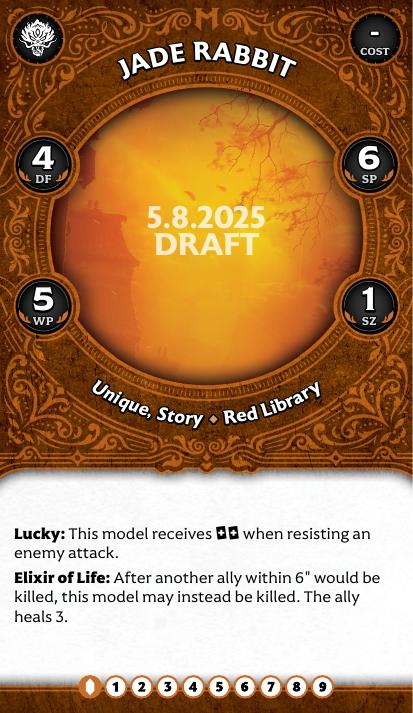 JADE RABBIT
-
COST
4
DF
6
SP
5.8.2025
DRAFT
5
WP
1
SZ
Unique, Story ⬥ Red Library
Lucky: This model receives when resisting an
enemy attack.
Elixir of Life: After another ally within 6" would be
killed, this model may instead be killed. The ally
heals 3.
1 2 3 4 5 6 7 8 9